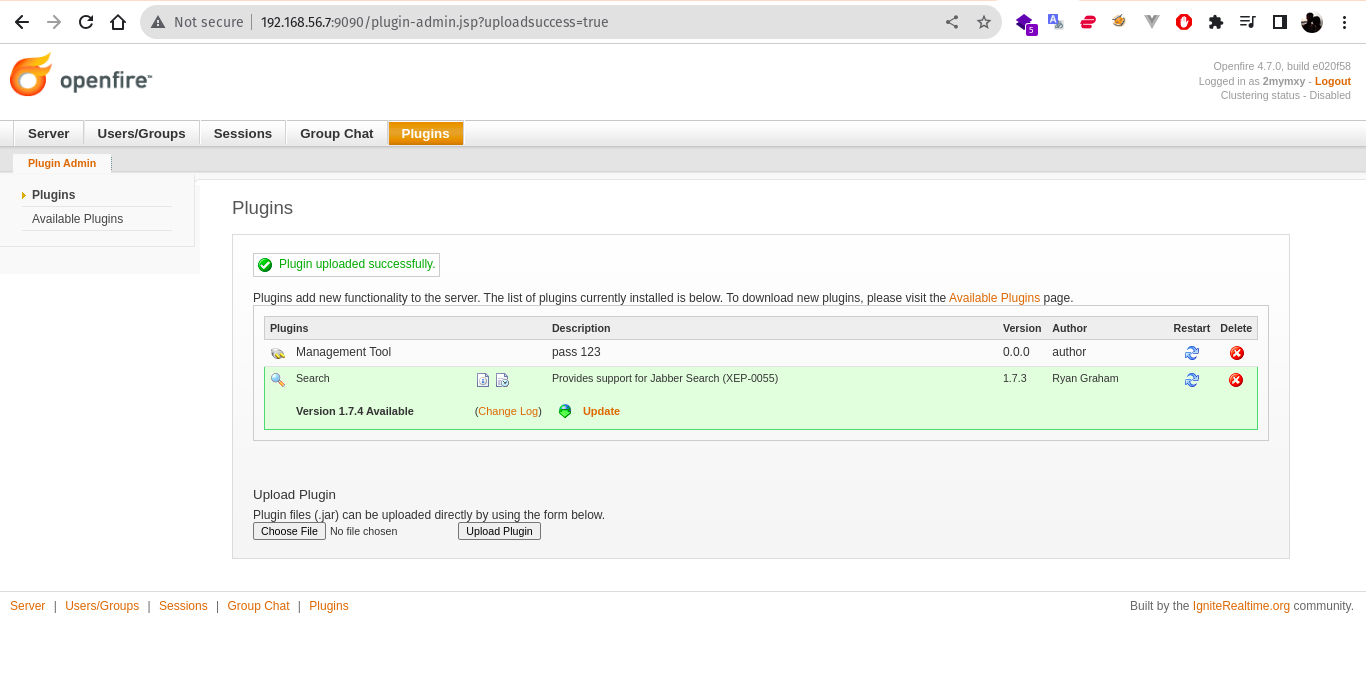 Not secure 192.168.56.7:9090/plugin-admin.jsp?uploadsuccess=true
5
openfire™
Openfire 4.7.0, build e020f58
Logged in as 2mymxy - Logout
Clustering status - Disabled
Server Users/Groups Sessions Group Chat Plugins
Plugin Admin
Plugins
Available Plugins
Plugins
Plugin uploaded successfully.
Plugins add new functionality to the server. The list of plugins currently installed is below. To download new plugins, please visit the Available Plugins page.
Plugins Description Version Author Restart Delete
Management Tool pass 123 0.0.0 author
Search Provides support for Jabber Search (XEP-0055) 1.7.3 Ryan Graham
Version 1.7.4 Available (Change Log) Update
Upload Plugin
Plugin files (.jar) can be uploaded directly by using the form below.
Choose File No file chosen Upload Plugin
Server | Users/Groups | Sessions | Group Chat | Plugins
Built by the IgniteRealtime.org community.